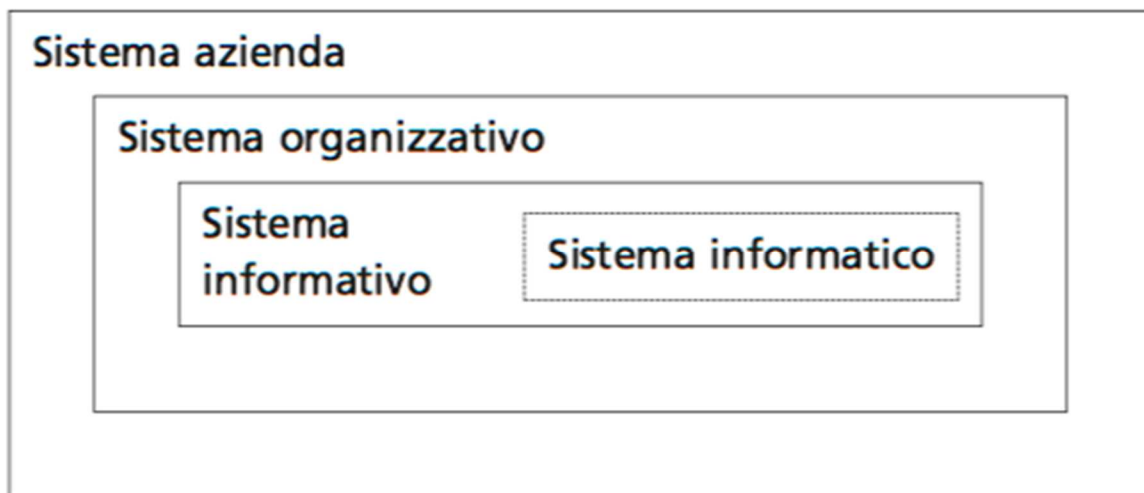 Sistema azienda
Sistema organizzativo
Sistema
informativo
Sistema informatico